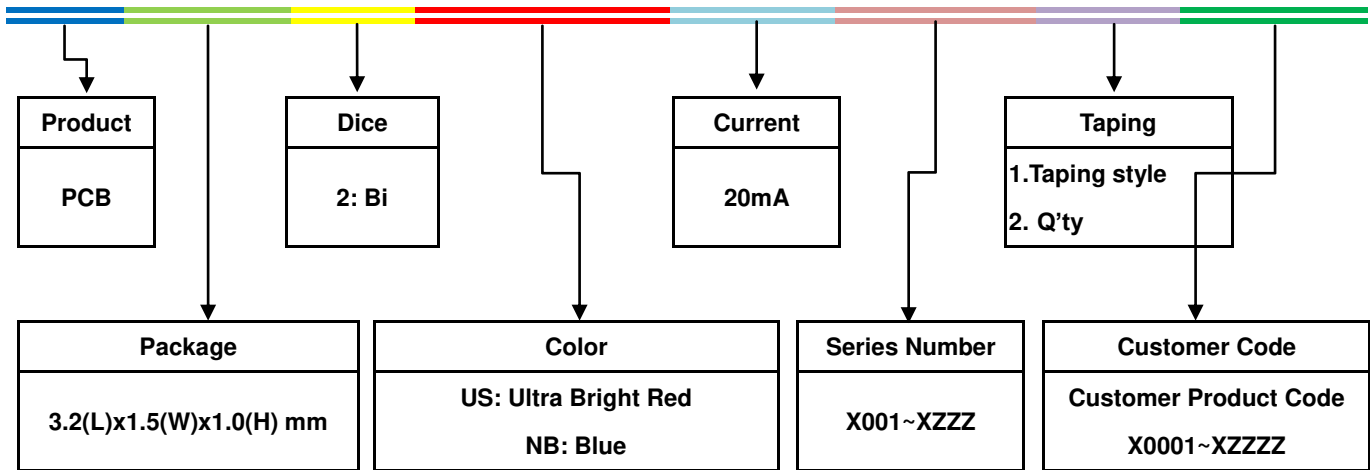 Product
PCB
Dice
2: Bi
Current
20mA
Taping
1.Taping style
2. Q’ty
Package
3.2(L)x1.5(W)x1.0(H) mm
Color
US: Ultra Bright Red
NB: Blue
Series Number
X001~XZZZ
Customer Code
Customer Product Code
X0001~XZZZZ